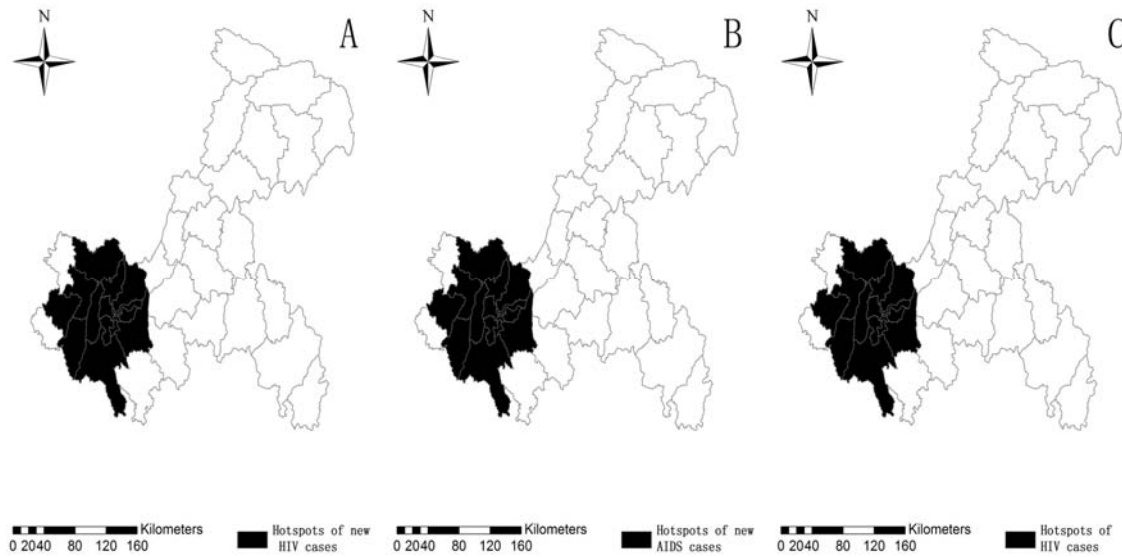 N
A
N
B
N
C
Kilometers
0 2040 80 120 160
Hotspots of new
HIV cases
Kilometers
0 2040 80 120 160
Hotspots of new
AIDS cases
Kilometers
0 2040 80 120 160
Hotspots of
HIV cases